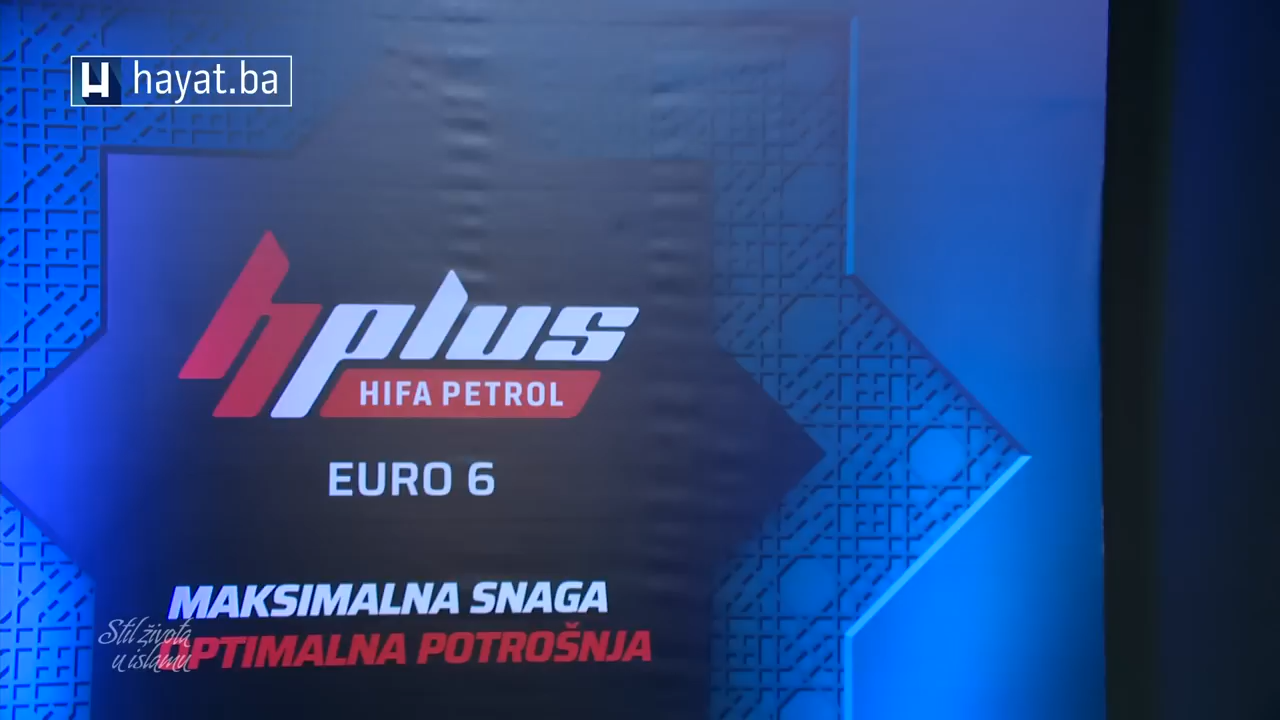 hayat.ba
hplus
HIFA PETROL
EURO 6
MAKSIMALNA SNAGA
OPTIMALNA POTROŠNJA
Stil života
u islamu